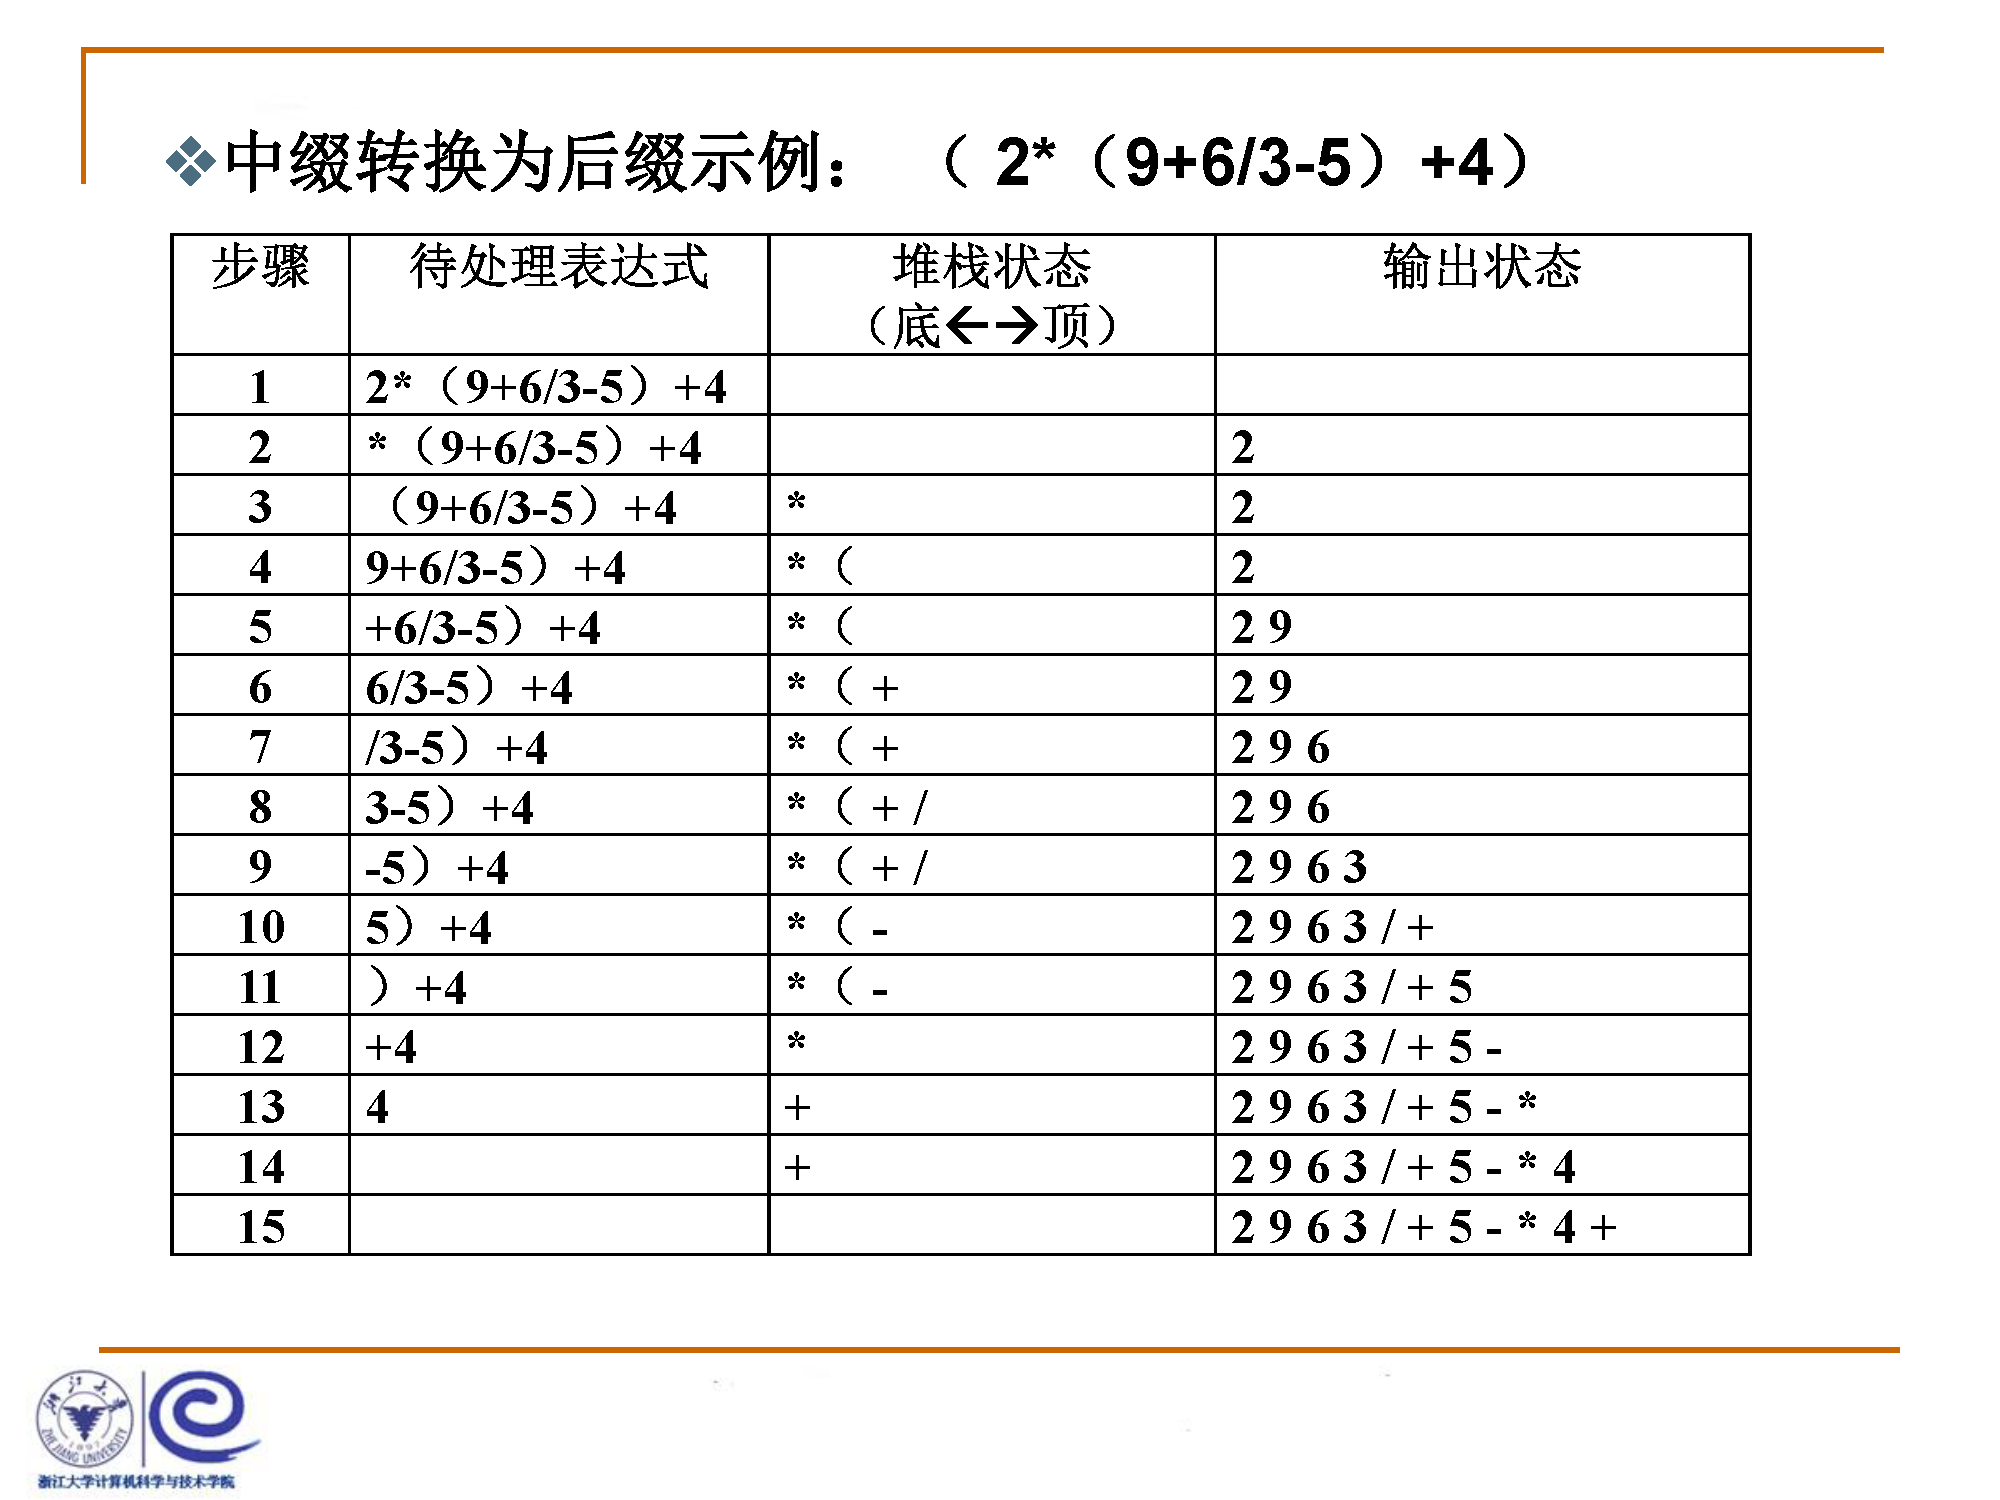 ❖中缀转换为后缀示例： （ 2*（9+6/3-5）+4）
步骤 待处理表达式 堆栈状态 输出状态
（底←→顶）
1 2*（9+6/3-5）+4
2 *（9+6/3-5）+4 2
3 （9+6/3-5）+4 * 2
4 9+6/3-5）+4 *（ 2
5 +6/3-5）+4 *（ 2 9
6 6/3-5）+4 *（ + 2 9
7 /3-5）+4 *（ + 2 9 6
8 3-5）+4 *（ + / 2 9 6
9 -5）+4 *（ + / 2 9 6 3
10 5）+4 *（ - 2 9 6 3 / +
11 ）+4 *（ - 2 9 6 3 / + 5
12 +4 * 2 9 6 3 / + 5 -
13 4 + 2 9 6 3 / + 5 - *
14 + 2 9 6 3 / + 5 - * 4
15 2 9 6 3 / + 5 - * 4 +
浙江大学
1897
ZHEJIANG UNIVERSITY
浙江大学计算机科学与技术学院